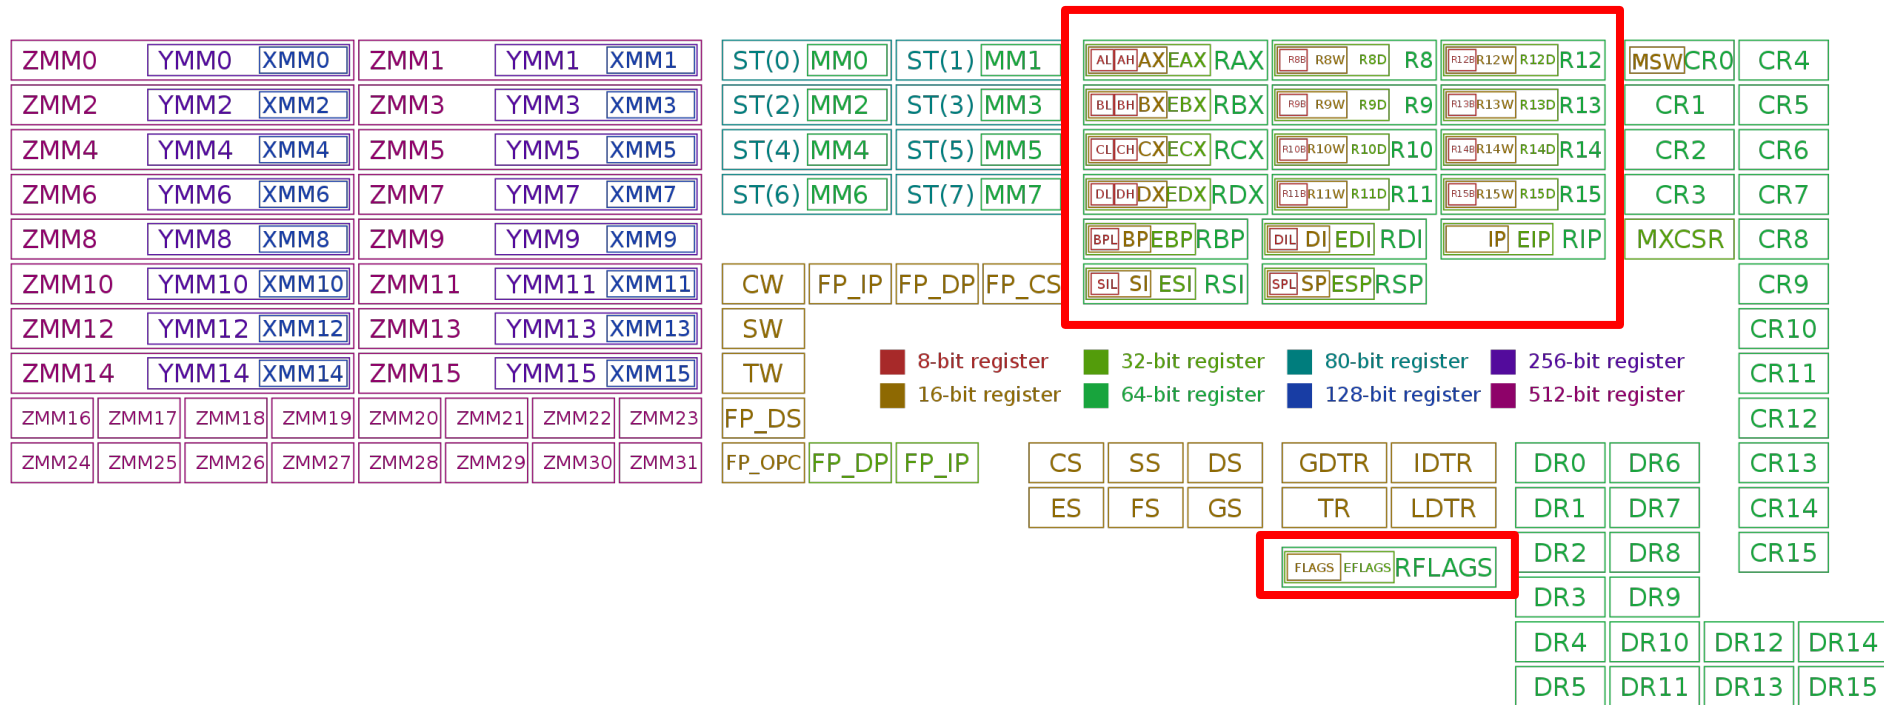 ZMM0 YMM0 XMM0 ZMM1 YMM1 XMM1 ST(0) MM0 ST(1) MM1 AL AH AX EAX RAX R8B R8W R8D R8 R12B R12W R12D R12 MSW CR0 CR4
ZMM2 YMM2 XMM2 ZMM3 YMM3 XMM3 ST(2) MM2 ST(3) MM3 BL BH BX EBX RBX R9B R9W R9D R9 R13B R13W R13D R13 CR1 CR5
ZMM4 YMM4 XMM4 ZMM5 YMM5 XMM5 ST(4) MM4 ST(5) MM5 CL CH CX ECX RCX R10B R10W R10D R10 R14B R14W R14D R14 CR2 CR6
ZMM6 YMM6 XMM6 ZMM7 YMM7 XMM7 ST(6) MM6 ST(7) MM7 DL DH DX EDX RDX R11B R11W R11D R11 R15B R15W R15D R15 CR3 CR7
ZMM8 YMM8 XMM8 ZMM9 YMM9 XMM9 BPL BP EBP RBP DIL DI EDI RDI IP EIP RIP MXCSR CR8
ZMM10 YMM10 XMM10 ZMM11 YMM11 XMM11 CW FP_IP FP_DP FP_CS SIL SI ESI RSI SPL SP ESP RSP CR9
ZMM12 YMM12 XMM12 ZMM13 YMM13 XMM13 SW CR10
8-bit register 32-bit register 80-bit register 256-bit register
ZMM14 YMM14 XMM14 ZMM15 YMM15 XMM15 TW CR11
16-bit register 64-bit register 128-bit register 512-bit register
ZMM16 ZMM17 ZMM18 ZMM19 ZMM20 ZMM21 ZMM22 ZMM23 FP_DS CR12
ZMM24 ZMM25 ZMM26 ZMM27 ZMM28 ZMM29 ZMM30 ZMM31 FP_OPC FP_DP FP_IP CS SS DS GDTR IDTR DR0 DR6 CR13
ES FS GS TR LDTR DR1 DR7 CR14
FLAGS EFLAGS RFLAGS DR2 DR8 CR15
DR3 DR9
DR4 DR10 DR12 DR14
DR5 DR11 DR13 DR15